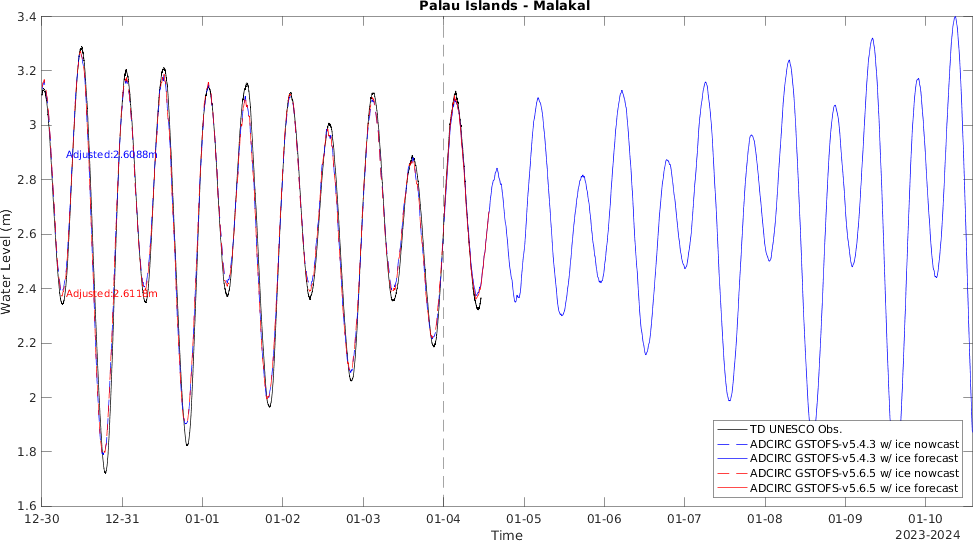 Palau Islands - Malakal
Water Level (m)
3.4
3.2
3
2.8
2.6
2.4
2.2
2
1.8
1.6
Adjusted:2.6088m
12-30
12-31
01-01
01-02
01-03
01-04
01-05
01-06
01-07
01-08
01-09
01-10
2023-2024
Time
TD UNESCO Obs.
ADCIRC GSTOFS-v5.4.3 w/ ice nowcast
ADCIRC GSTOFS-v5.4.3 w/ ice forecast
ADCIRC GSTOFS-v5.6.5 w/ ice nowcast
ADCIRC GSTOFS-v5.6.5 w/ ice forecast